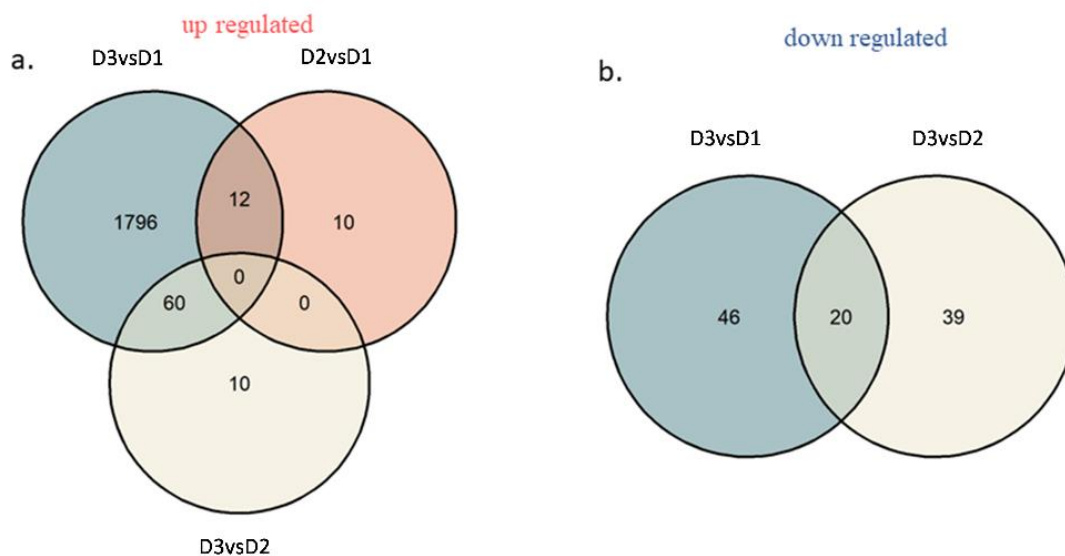 up regulated
a.
D3vsD1
D2vsD1
12
1796
10
0
60
0
10
D3vsD2
down regulated
b.
D3vsD1
D3vsD2
46
20
39